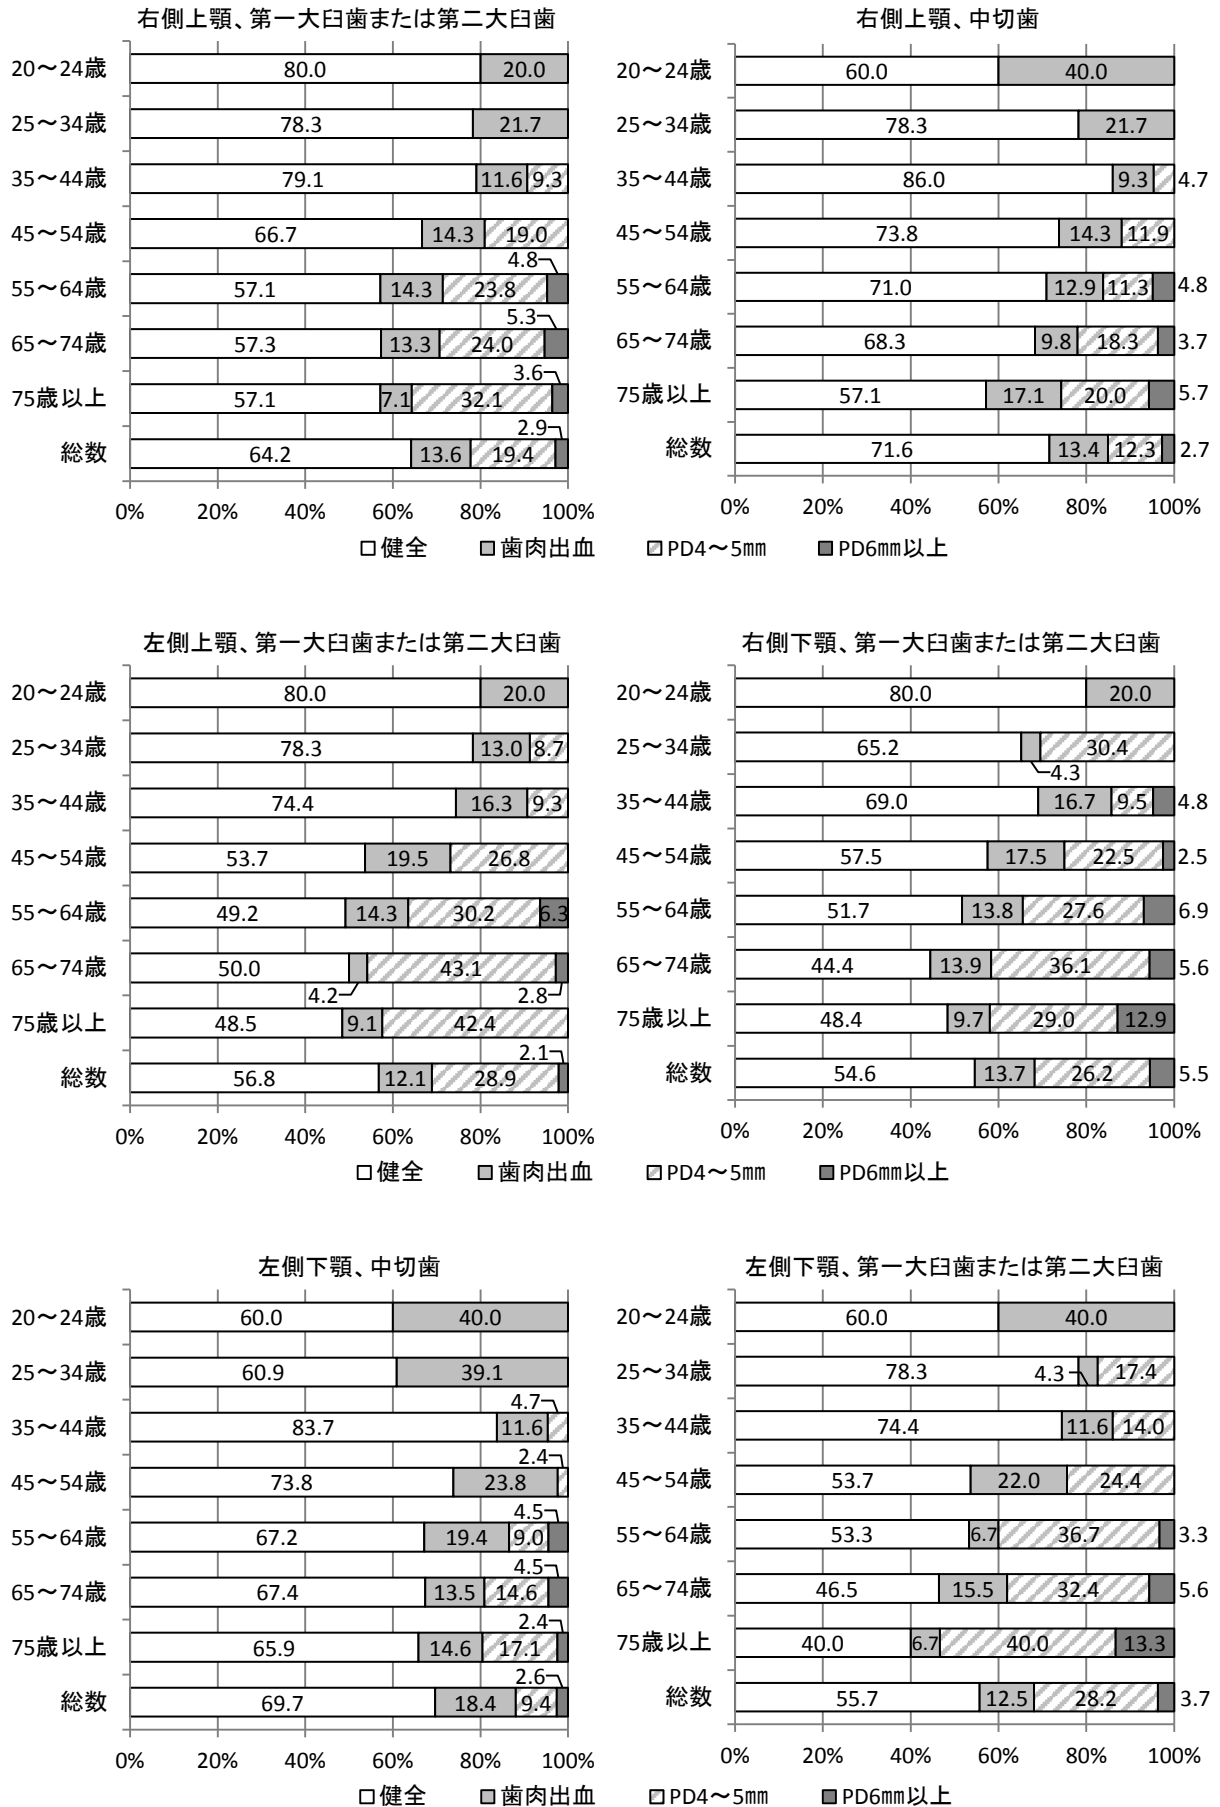 右側上顎、第一大臼歯または第二大臼歯
20～24歳 80.0 20.0
25～34歳 78.3 21.7
35～44歳 79.1 11.6 9.3
45～54歳 66.7 14.3 19.0
55～64歳 57.1 14.3 23.8 4.8
65～74歳 57.3 13.3 24.0 5.3
75歳以上 57.1 7.1 32.1 3.6
総数 64.2 13.6 19.4 2.9
0% 20% 40% 60% 80% 100%
右側上顎、中切歯
20～24歳 60.0 40.0
25～34歳 78.3 21.7
35～44歳 86.0 9.3 4.7
45～54歳 73.8 14.3 11.9
55～64歳 71.0 12.9 11.3 4.8
65～74歳 68.3 9.8 18.3 3.7
75歳以上 57.1 17.1 20.0 5.7
総数 71.6 13.4 12.3 2.7
0% 20% 40% 60% 80% 100%
健全 歯肉出血 PD4～5㎜ PD6㎜以上
左側上顎、第一大臼歯または第二大臼歯
20～24歳 80.0 20.0
25～34歳 78.3 13.0 8.7
35～44歳 74.4 16.3 9.3
45～54歳 53.7 19.5 26.8
55～64歳 49.2 14.3 30.2 6.3
65～74歳 50.0 4.2 43.1 2.8
75歳以上 48.5 9.1 42.4
総数 56.8 12.1 28.9 2.1
0% 20% 40% 60% 80% 100%
右側下顎、第一大臼歯または第二大臼歯
20～24歳 80.0 20.0
25～34歳 65.2 4.3 30.4
35～44歳 69.0 16.7 9.5 4.8
45～54歳 57.5 17.5 22.5 2.5
55～64歳 51.7 13.8 27.6 6.9
65～74歳 44.4 13.9 36.1 5.6
75歳以上 48.4 9.7 29.0 12.9
総数 54.6 13.7 26.2 5.5
0% 20% 40% 60% 80% 100%
健全 歯肉出血 PD4～5㎜ PD6㎜以上
左側下顎、中切歯
20～24歳 60.0 40.0
25～34歳 60.9 39.1
35～44歳 83.7 11.6 4.7
45～54歳 73.8 23.8 2.4
55～64歳 67.2 19.4 9.0 4.5
65～74歳 67.4 13.5 14.6 4.5
75歳以上 65.9 14.6 17.1 2.4
総数 69.7 18.4 9.4 2.6
0% 20% 40% 60% 80% 100%
左側下顎、第一大臼歯または第二大臼歯
20～24歳 60.0 40.0
25～34歳 78.3 4.3 17.4
35～44歳 74.4 11.6 14.0
45～54歳 53.7 22.0 24.4
55～64歳 53.3 6.7 36.7 3.3
65～74歳 46.5 15.5 32.4 5.6
75歳以上 40.0 6.7 40.0 13.3
総数 55.7 12.5 28.2 3.7
0% 20% 40% 60% 80% 100%
健全 歯肉出血 PD4～5㎜ PD6㎜以上